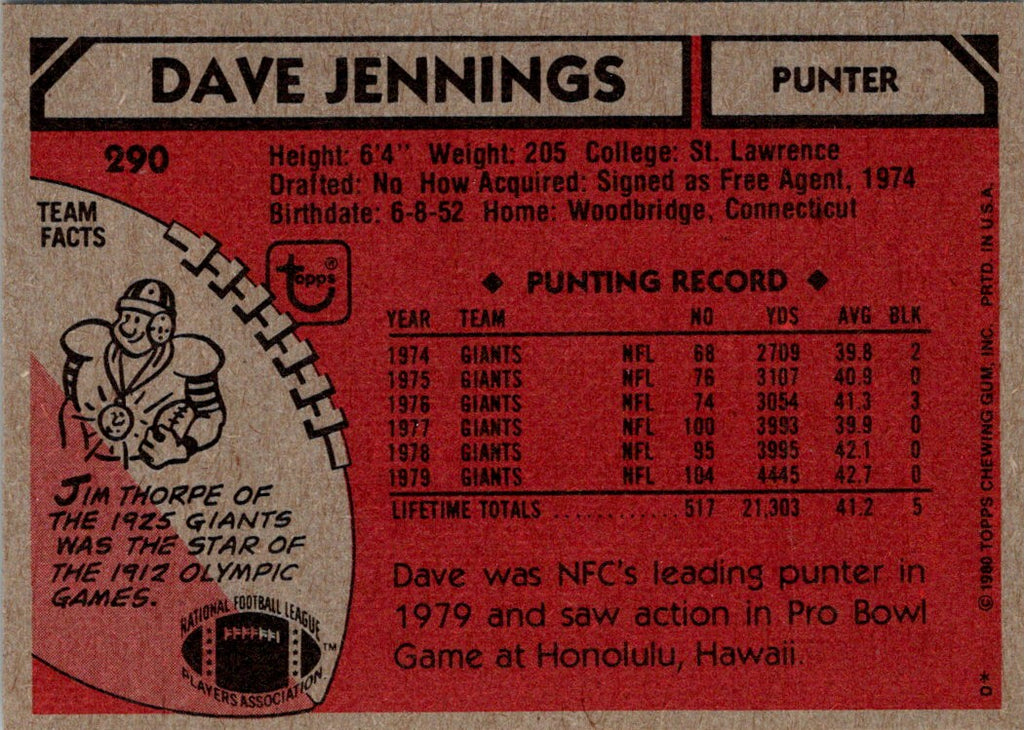 DAVE JENNINGS
PUNTER
290
Height: 6'4" Weight: 205 College: St. Lawrence
Drafted: No How Acquired: Signed as Free Agent, 1974
Birthdate: 6-8-52 Home: Woodbridge, Connecticut
TEAM
FACTS
topps®
◆ PUNTING RECORD ◆
YEAR TEAM NO YDS AVG BLK
1974 GIANTS NFL 68 2709 39.8 2
1975 GIANTS NFL 76 3107 40.9 0
1976 GIANTS NFL 74 3054 41.3 3
1977 GIANTS NFL 100 3993 39.9 0
1978 GIANTS NFL 95 3995 42.1 0
1979 GIANTS NFL 104 4445 42.7 0
LIFETIME TOTALS ............ 517 21,303 41.2 5
JIM THORPE OF
THE 1925 GIANTS
WAS THE STAR OF
THE 1912 OLYMPIC
GAMES.
NATIONAL FOOTBALL LEAGUE
PLAYERS ASSOCIATION
™
Dave was NFC's leading punter in
1979 and saw action in Pro Bowl
Game at Honolulu, Hawaii.
© 1980 TOPPS CHEWING GUM, INC. PRTD. IN U.S.A.
D*